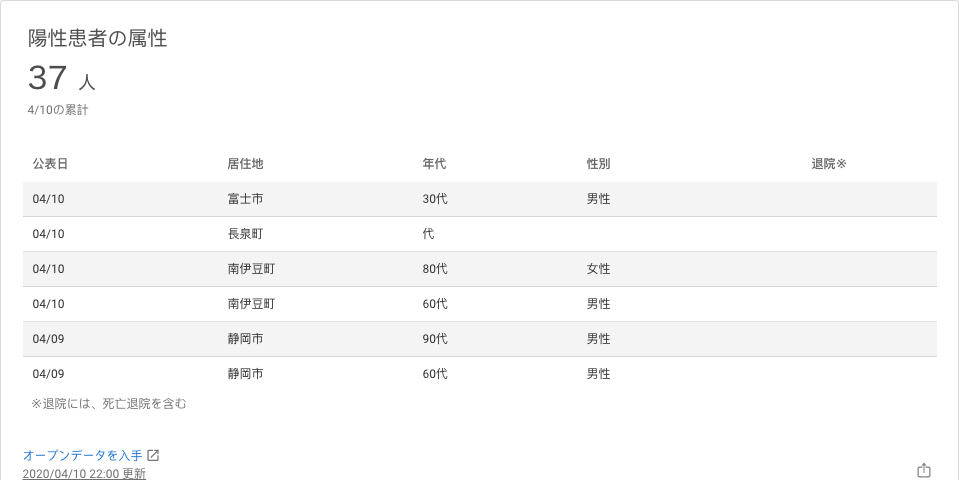 陽性患者の属性
37 人
4/10の累計
公表日 居住地 年代 性別 退院※
04/10 富士市 30代 男性
04/10 長泉町 代
04/10 南伊豆町 80代 女性
04/10 南伊豆町 60代 男性
04/09 静岡市 90代 男性
04/09 静岡市 60代 男性
※退院には、死亡退院を含む
オープンデータを入手
2020/04/10 22:00 更新